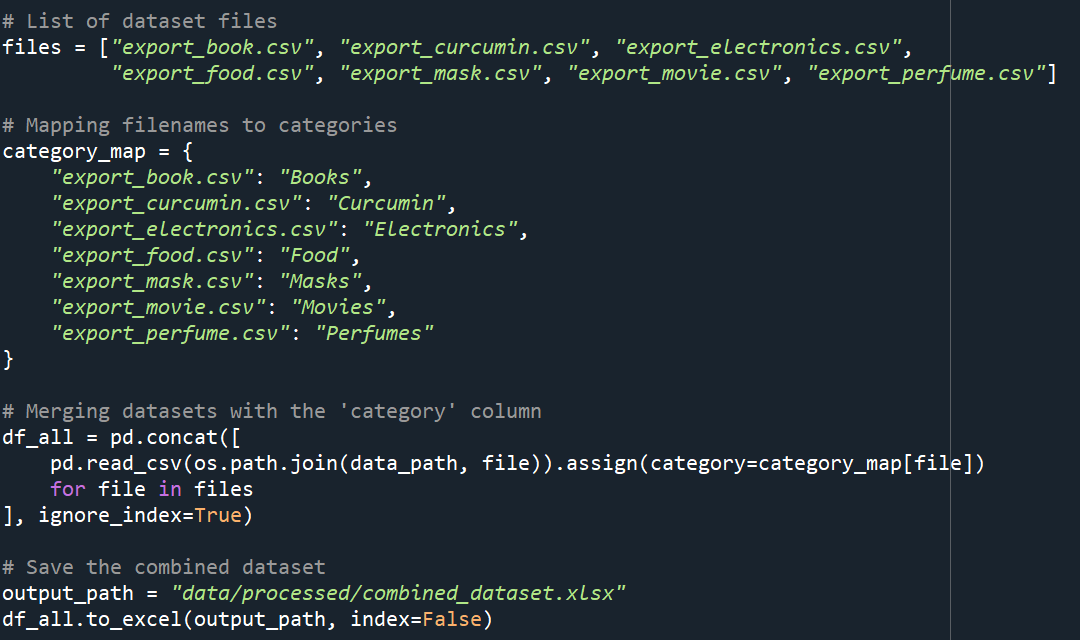 # List of dataset files
files = ["export_book.csv", "export_curcumin.csv", "export_electronics.csv",
         "export_food.csv", "export_mask.csv", "export_movie.csv", "export_perfume.csv"]

# Mapping filenames to categories
category_map = {
    "export_book.csv": "Books",
    "export_curcumin.csv": "Curcumin",
    "export_electronics.csv": "Electronics",
    "export_food.csv": "Food",
    "export_mask.csv": "Masks",
    "export_movie.csv": "Movies",
    "export_perfume.csv": "Perfumes"
}

# Merging datasets with the 'category' column
df_all = pd.concat([
    pd.read_csv(os.path.join(data_path, file)).assign(category=category_map[file])
    for file in files
], ignore_index=True)

# Save the combined dataset
output_path = "data/processed/combined_dataset.xlsx"
df_all.to_excel(output_path, index=False)